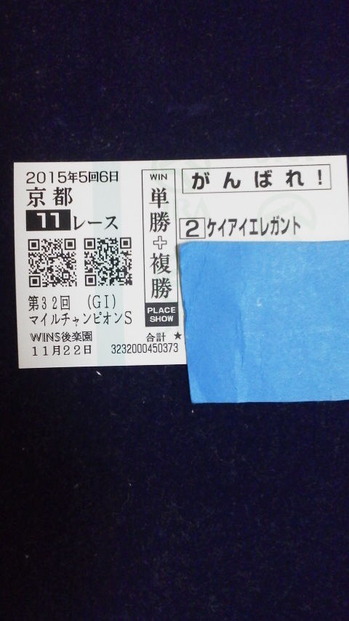 2015年5回6日
京都
11レース
第32回 (GI)
マイルチャンピオンS
WINS後楽園
11月22日
WIN
単勝+複勝
PLACE
SHOW
がんばれ!
2 ケイアイエレガント
合計 ★
3232000450373